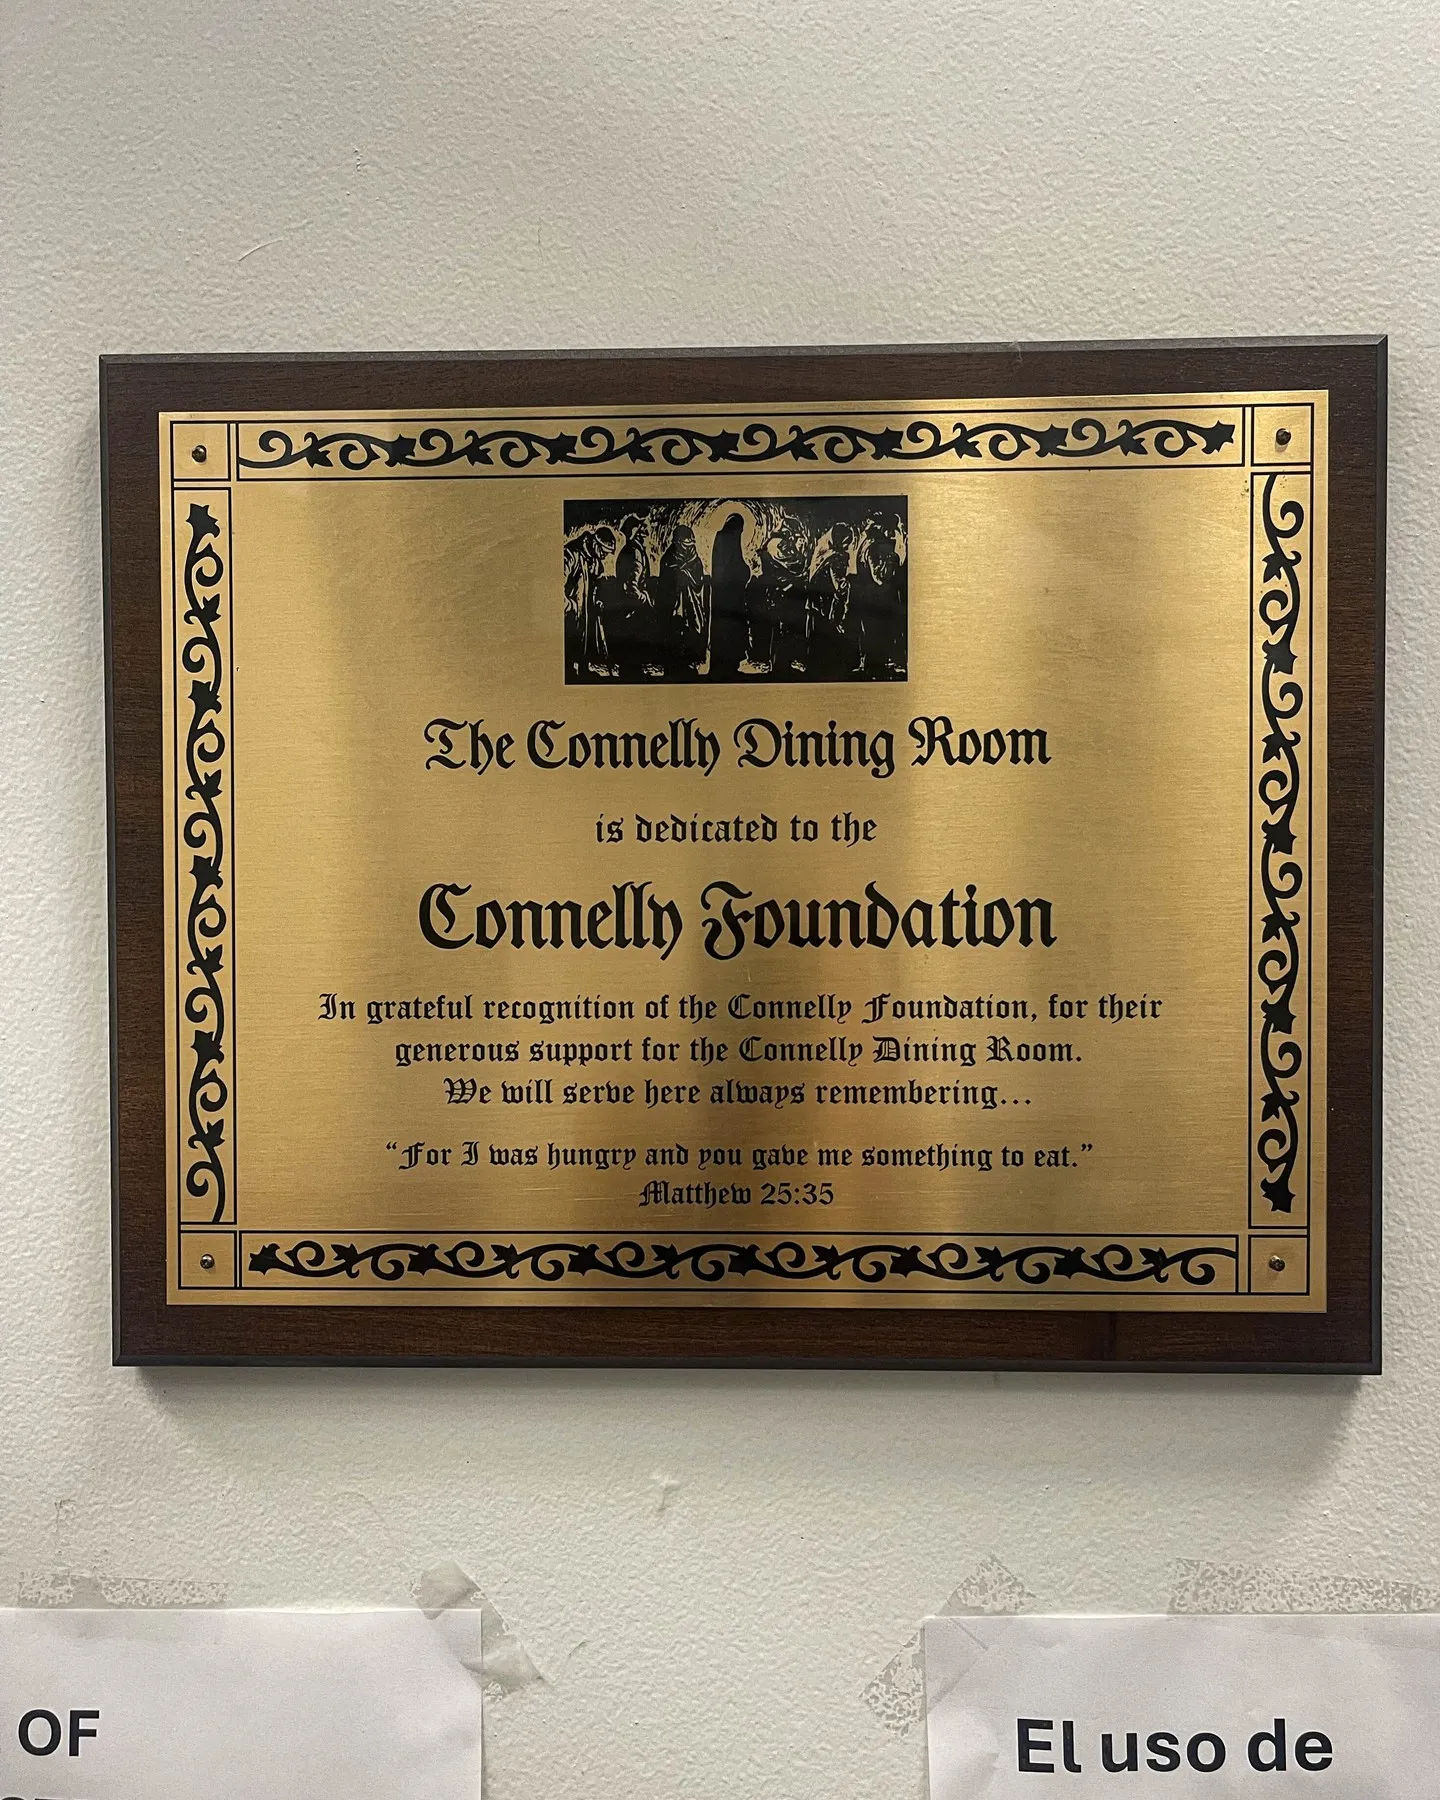 The Connelly Dining Room
is dedicated to the
Connelly Foundation
In grateful recognition of the Connelly Foundation, for their
generous support for the Connelly Dining Room.
We will serve here always remembering...
“For I was hungry and you gave me something to eat.”
Matthew 25:35
OF
El uso de